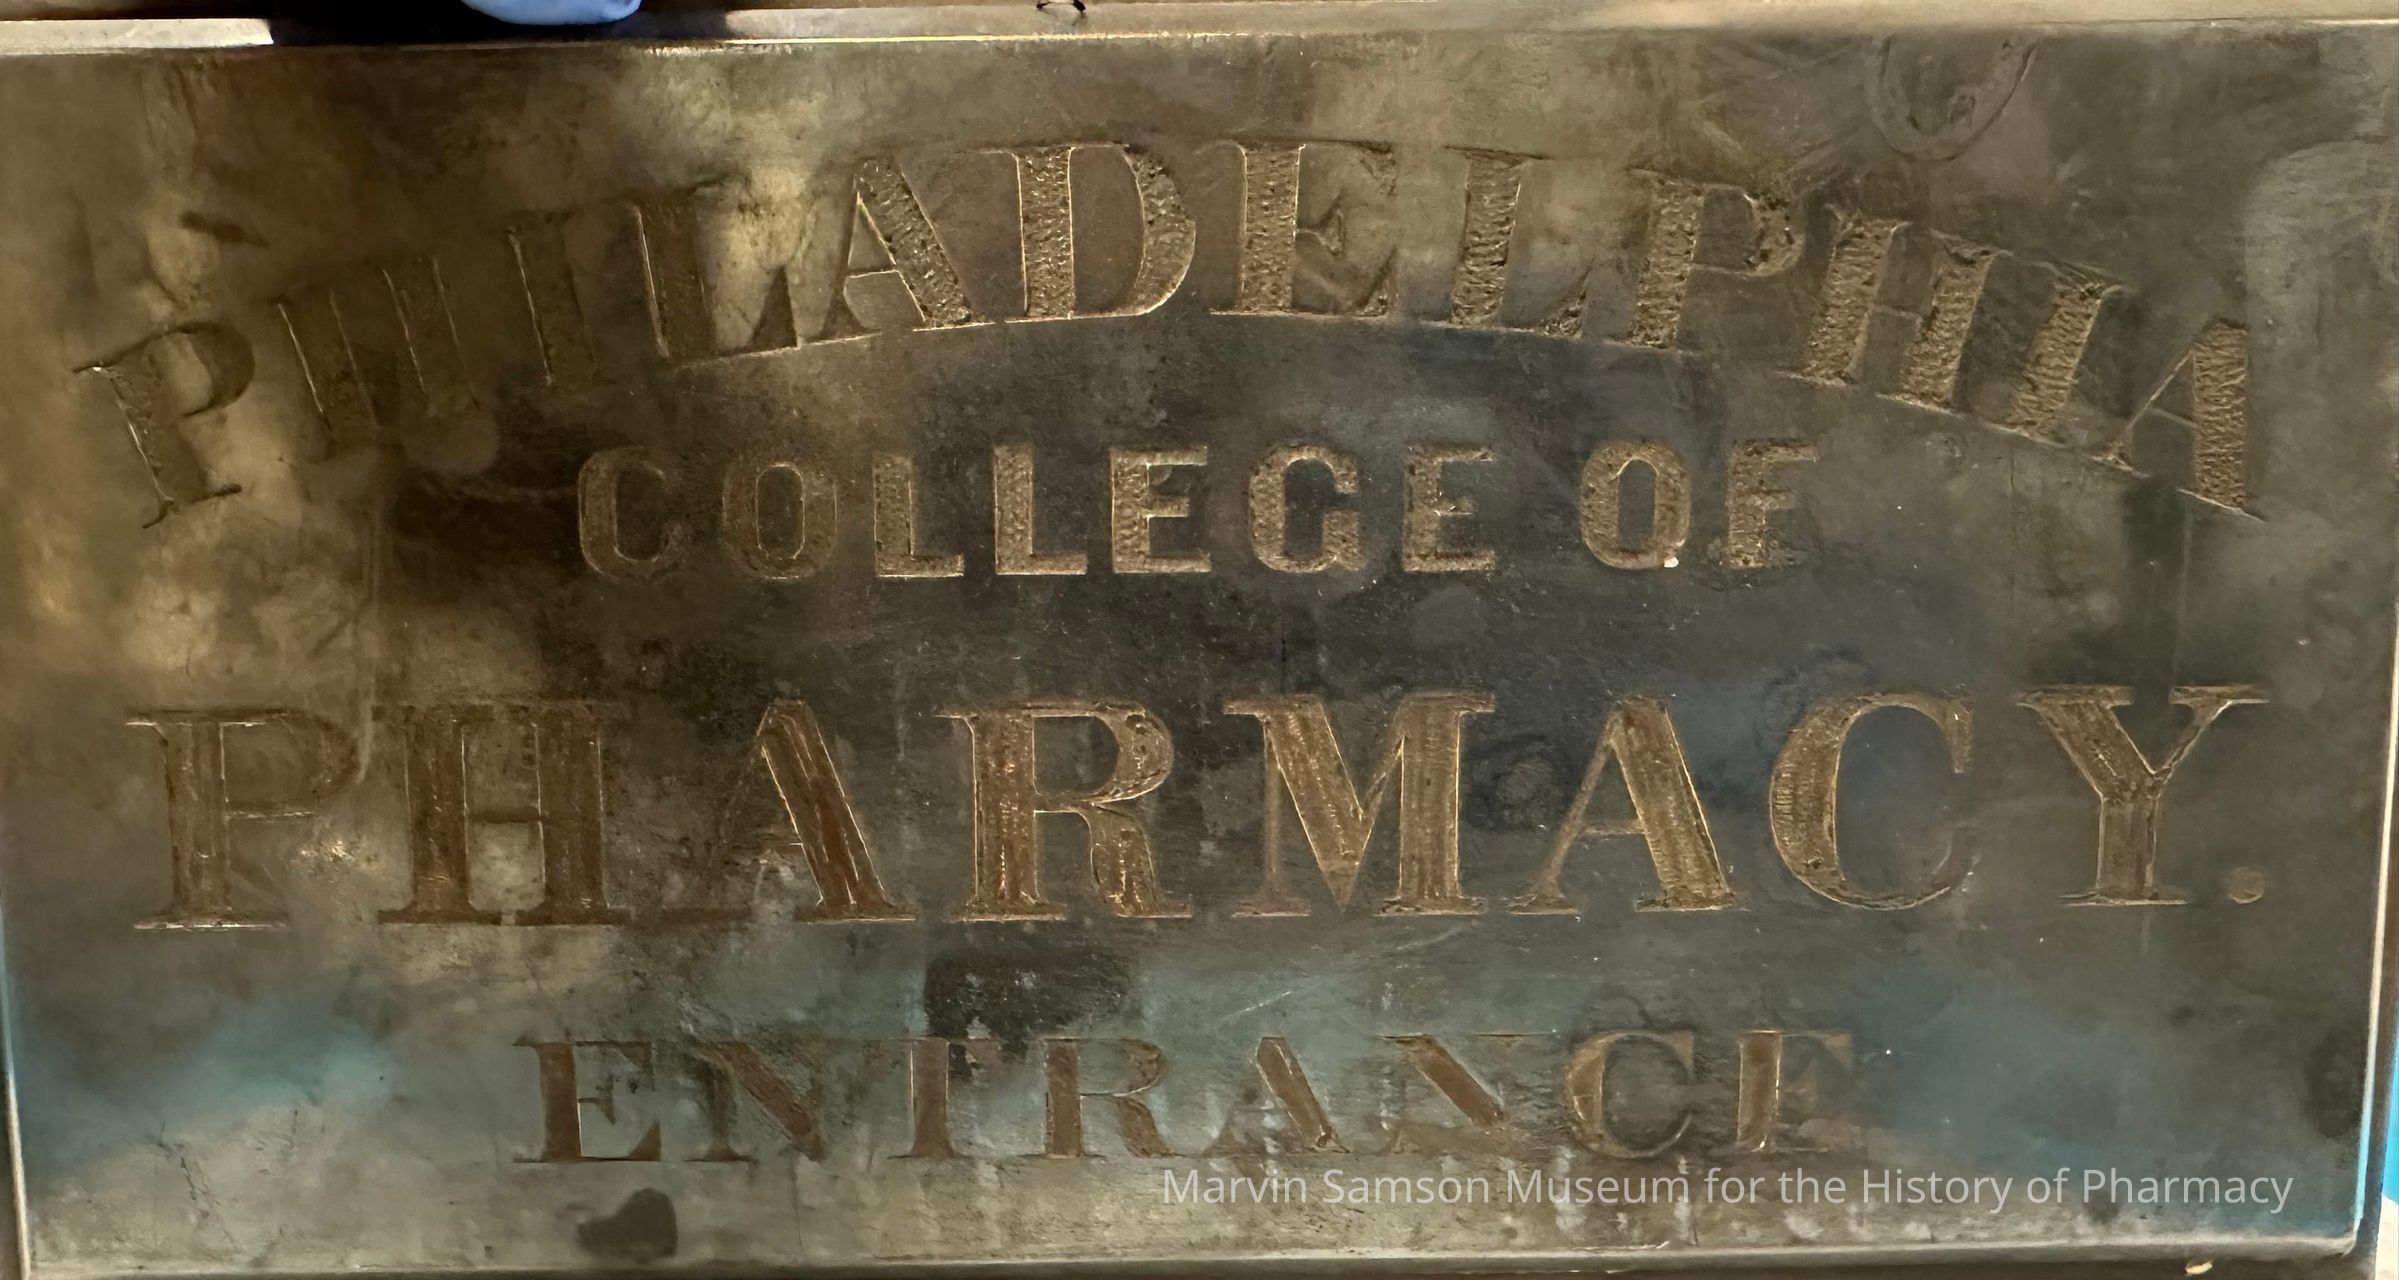 PHILADELPHIA
COLLEGE OF
PHARMACY.
ENTRANCE
Marvin Samson Museum for the History of Pharmacy